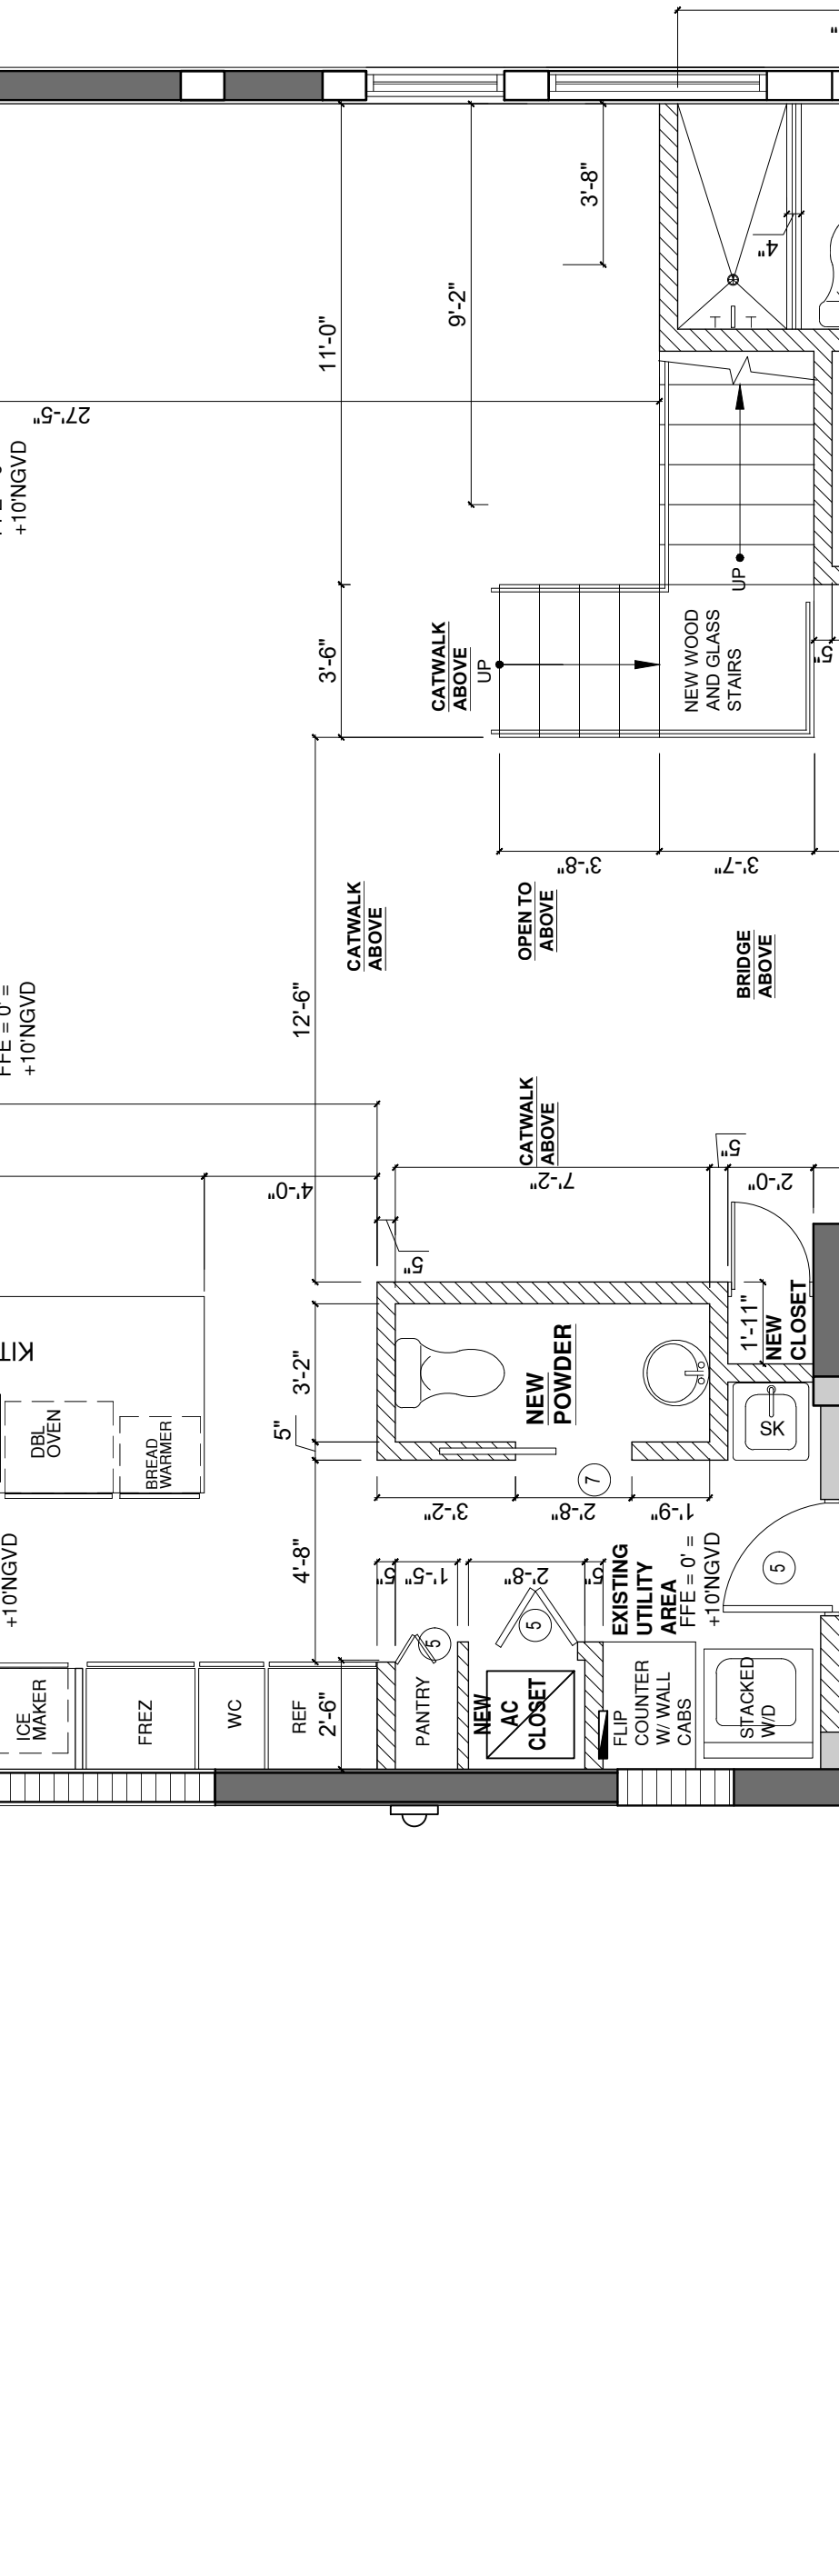 3'-8"
4"
9'-2"
11'-0"
27'-5"
+10'NGVD
3'-6"
CATWALK
ABOVE
UP
UP
NEW WOOD
AND GLASS
STAIRS
5"
3'-8"
3'-7"
CATWALK
ABOVE
OPEN TO
ABOVE
BRIDGE
ABOVE
12'-6"
FFE = 0' =
+10'NGVD
CATWALK
ABOVE
7'-2"
5"
2'-0"
4'-0"
5"
KIT
3'-2"
5"
NEW
POWDER
1'-11"
NEW
CLOSET
DBL
OVEN
BREAD
WARMER
SK
3'-2"
2'-8"
1'-9"
7
+10'NGVD
4'-8"
5"
1'-5"
2'-8"
5"
EXISTING
UTILITY
AREA
FFE = 0' =
+10'NGVD
5
5
5
ICE
MAKER
FREZ
WC
REF
2'-6"
PANTRY
NEW
AC
CLOSET
FLIP
COUNTER
W/ WALL
CABS
STACKED
W/D